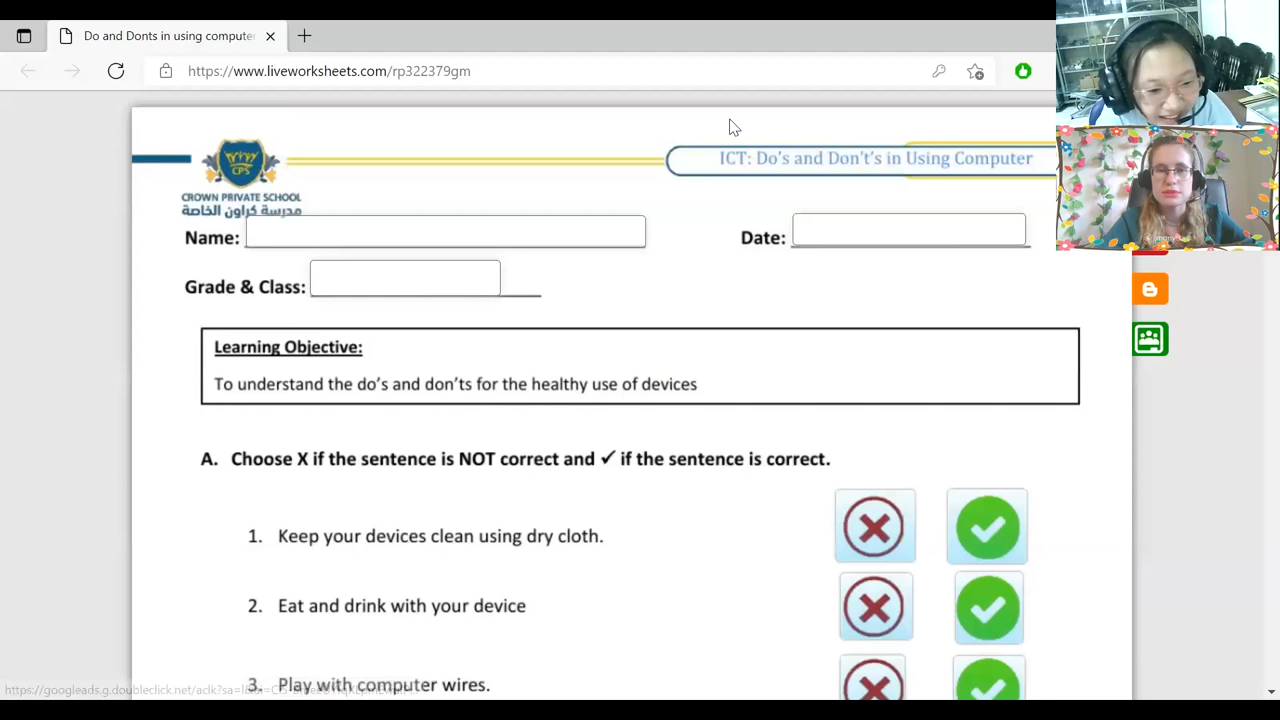 Do and Donts in using compute
https://www.liveworksheets.com/rp322379gm
CPS
ICT: Do's and Don't's in Using Computer
CROWN PRIVATE SCHOOL
مدرسة كراون الخاصة
Name:
Date:
Grade & Class:
Learning Objective:
To understand the do's and don'ts for the healthy use of devices
A. Choose X if the sentence is NOT correct and ✓ if the sentence is correct.
1. Keep your devices clean using dry cloth.
2. Eat and drink with your device
3. Play with computer wires.